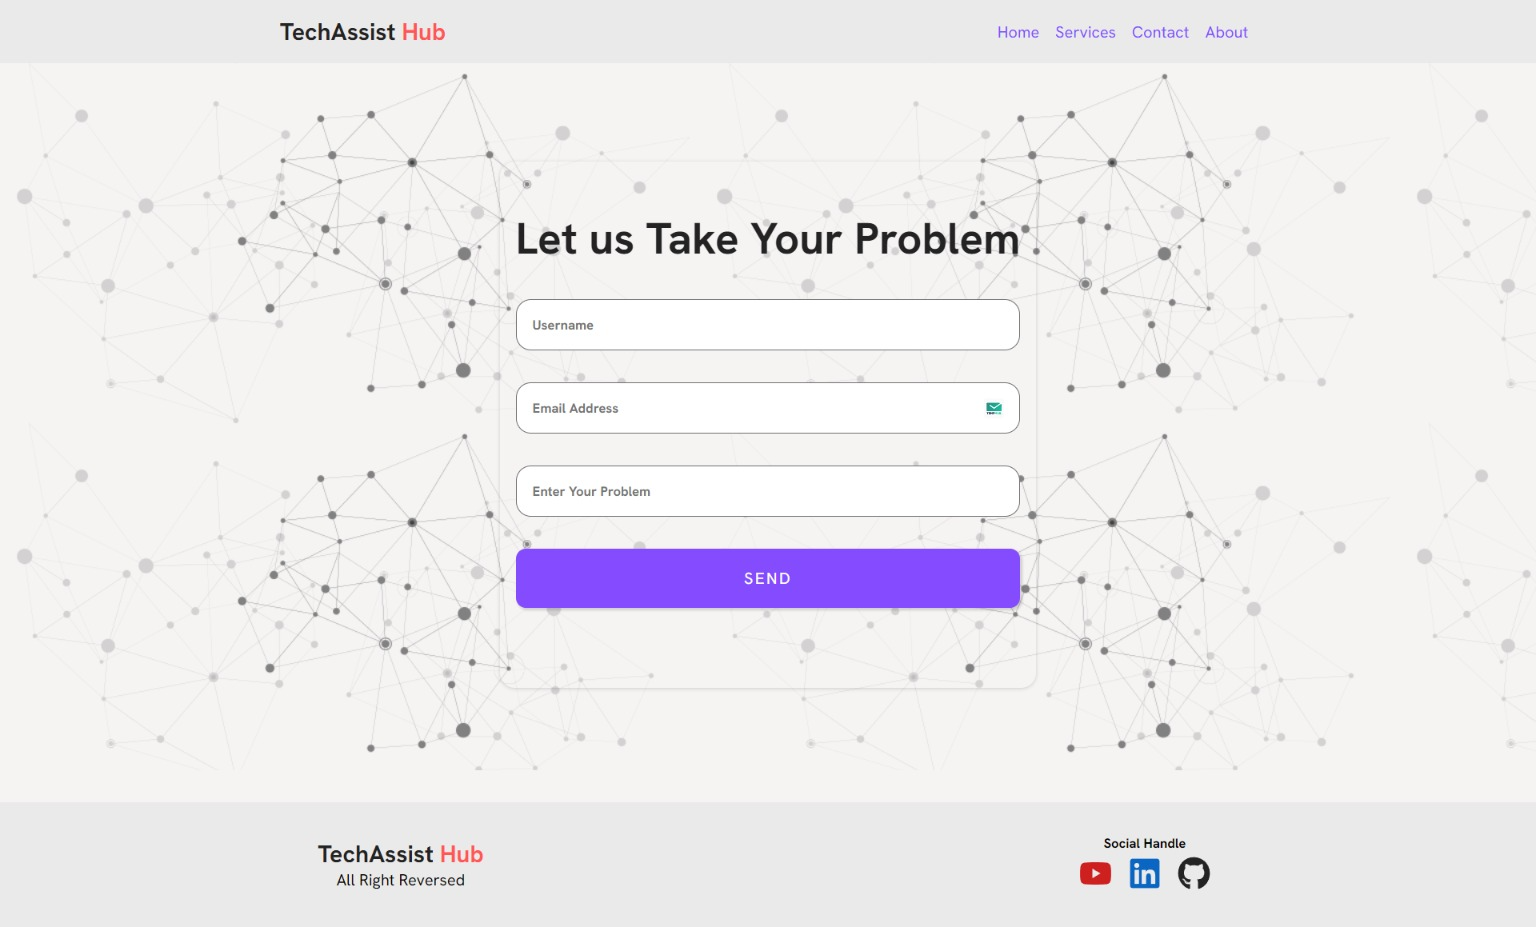 TechAssist Hub
Home Services Contact About
Let us Take Your Problem
Username
Email Address
Enter Your Problem
SEND
TechAssist Hub
All Right Reversed
Social Handle
in